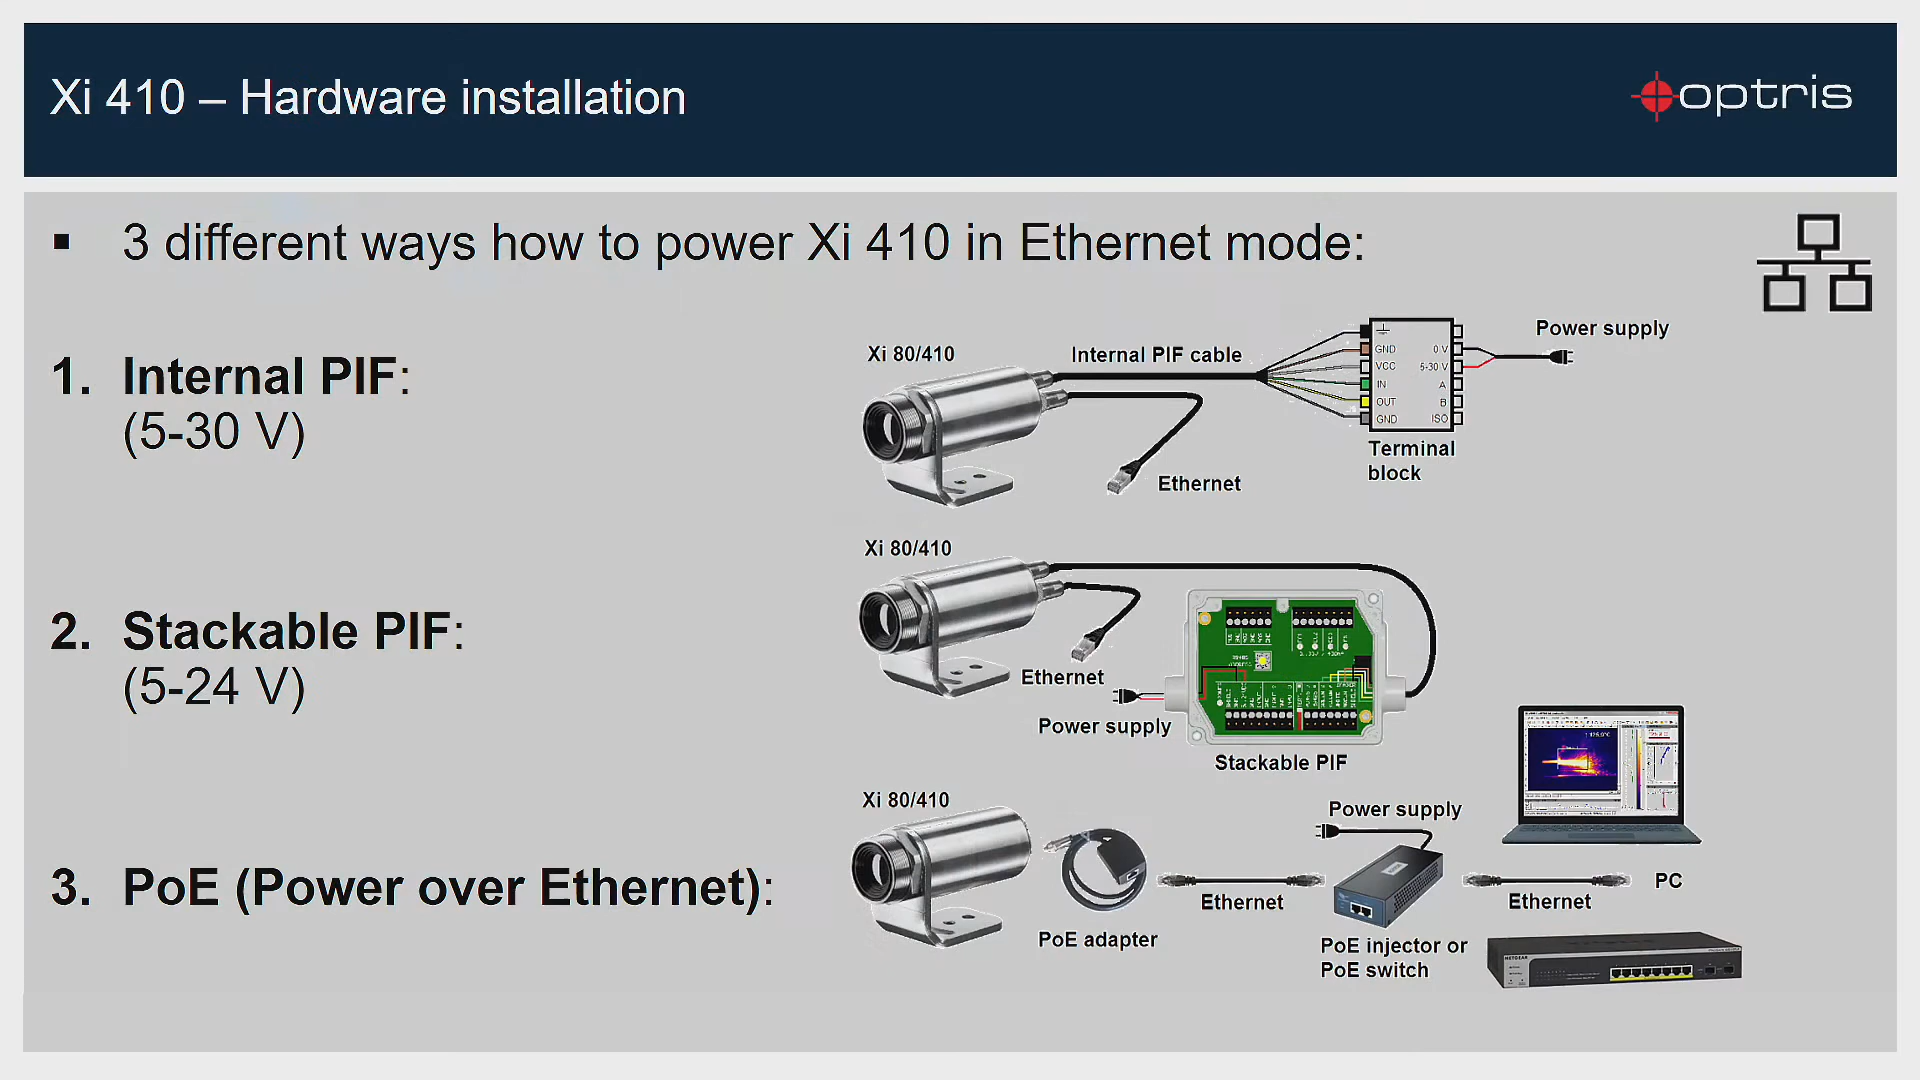 Xi 410 – Hardware installation
optris
▪ 3 different ways how to power Xi 410 in Ethernet mode:
1. Internal PIF:
(5-30 V)
Xi 80/410
Internal PIF cable
Ethernet
GND
VCC
IN
OUT
GND
0 V
5-30 V
A
B
ISO
Terminal
block
Power supply
2. Stackable PIF:
(5-24 V)
Xi 80/410
Ethernet
Power supply
Stackable PIF
3. PoE (Power over Ethernet):
Xi 80/410
PoE adapter
Ethernet
Power supply
PoE injector or
PoE switch
Ethernet
PC
NETGEAR